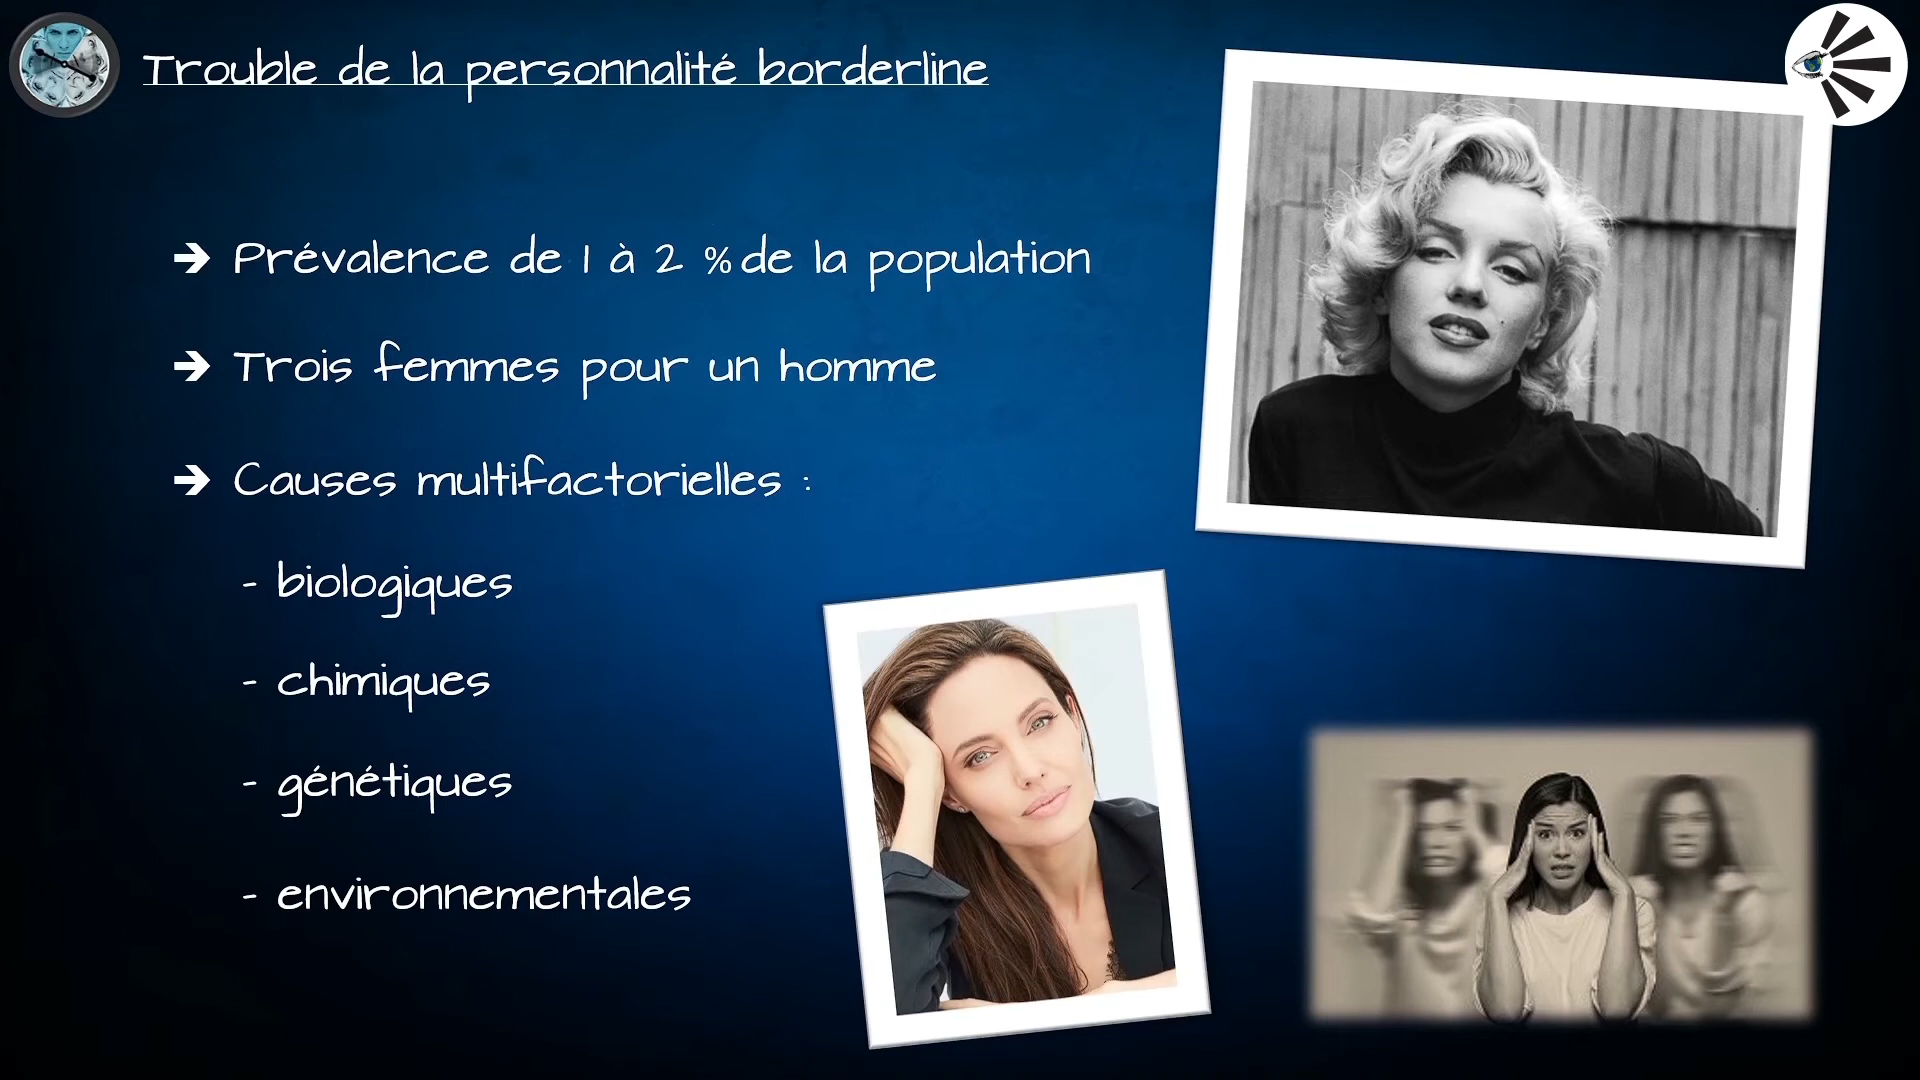 Trouble de la personnalité borderline
➔ Prévalence de 1 à 2 % de la population
➔ Trois femmes pour un homme
➔ Causes multifactorielles :
- biologiques
- chimiques
- génétiques
- environnementales